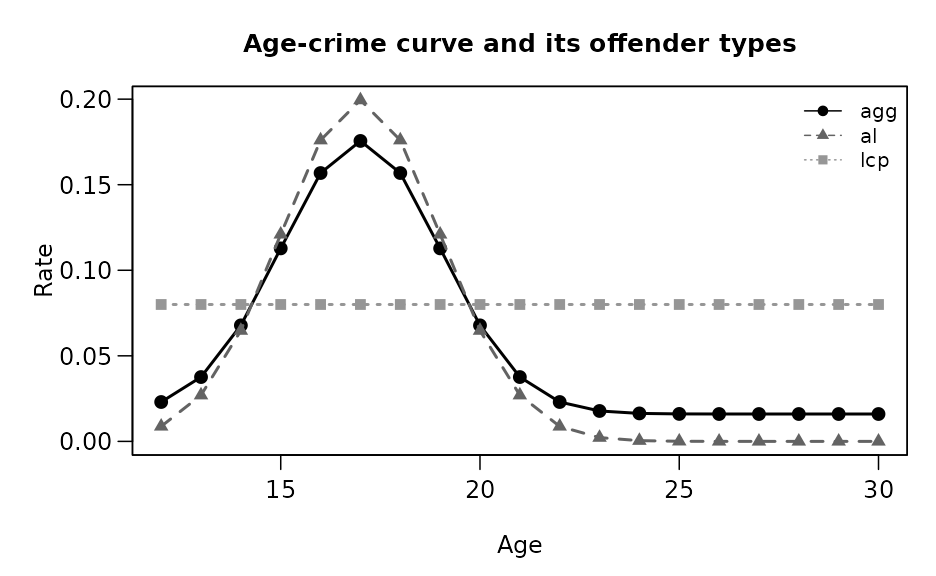 Age-crime curve and its offender types
agg
al
lcp
Rate
0.20
0.15
0.10
0.05
0.00
15 20 25 30
Age